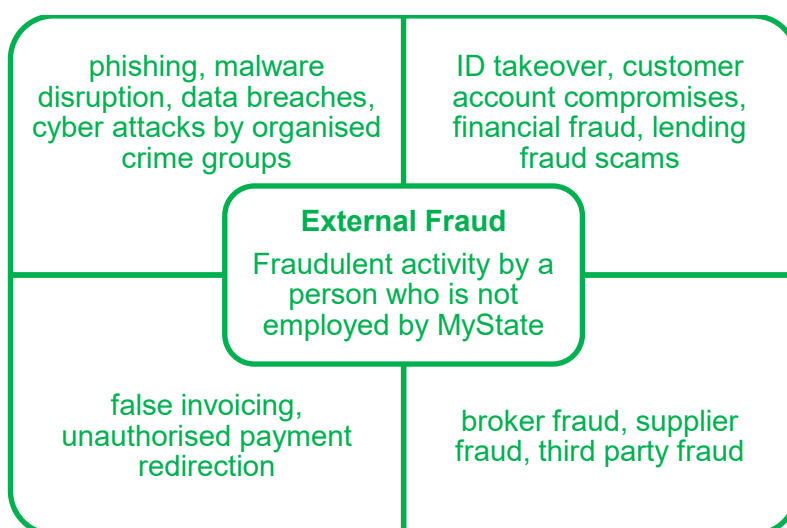 phishing, malware
disruption, data breaches,
cyber attacks by organised
crime groups
ID takeover, customer
account compromises,
financial fraud, lending
fraud scams
External Fraud
Fraudulent activity by a
person who is not
employed by MyState
false invoicing,
unauthorised payment
redirection
broker fraud, supplier
fraud, third party fraud